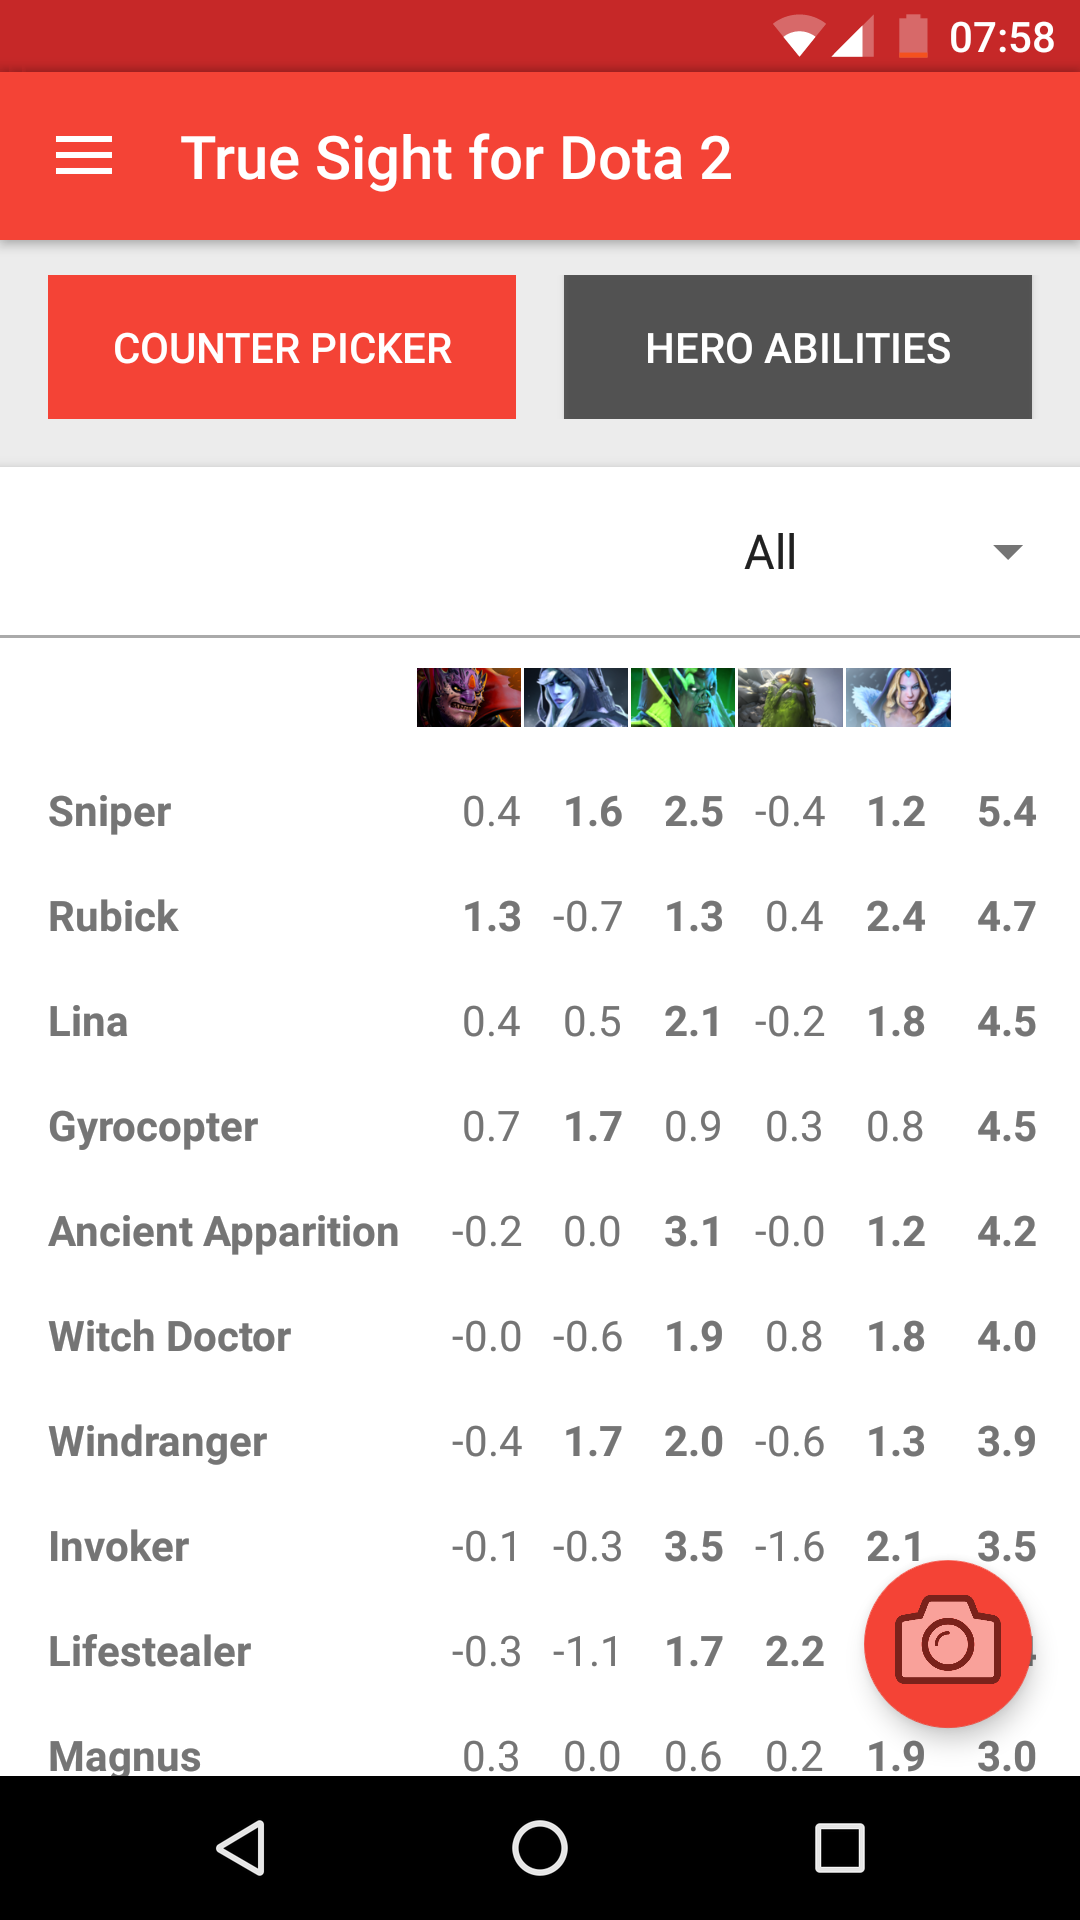 07:58
True Sight for Dota 2
COUNTER PICKER HERO ABILITIES
All
Sniper 0.4 1.6 2.5 -0.4 1.2 5.4
Rubick 1.3 -0.7 1.3 0.4 2.4 4.7
Lina 0.4 0.5 2.1 -0.2 1.8 4.5
Gyrocopter 0.7 1.7 0.9 0.3 0.8 4.5
Ancient Apparition -0.2 0.0 3.1 -0.0 1.2 4.2
Witch Doctor -0.0 -0.6 1.9 0.8 1.8 4.0
Windranger -0.4 1.7 2.0 -0.6 1.3 3.9
Invoker -0.1 -0.3 3.5 -1.6 2.1 3.5
Lifestealer -0.3 -1.1 1.7 2.2
Magnus 0.3 0.0 0.6 0.2 1.9 3.0